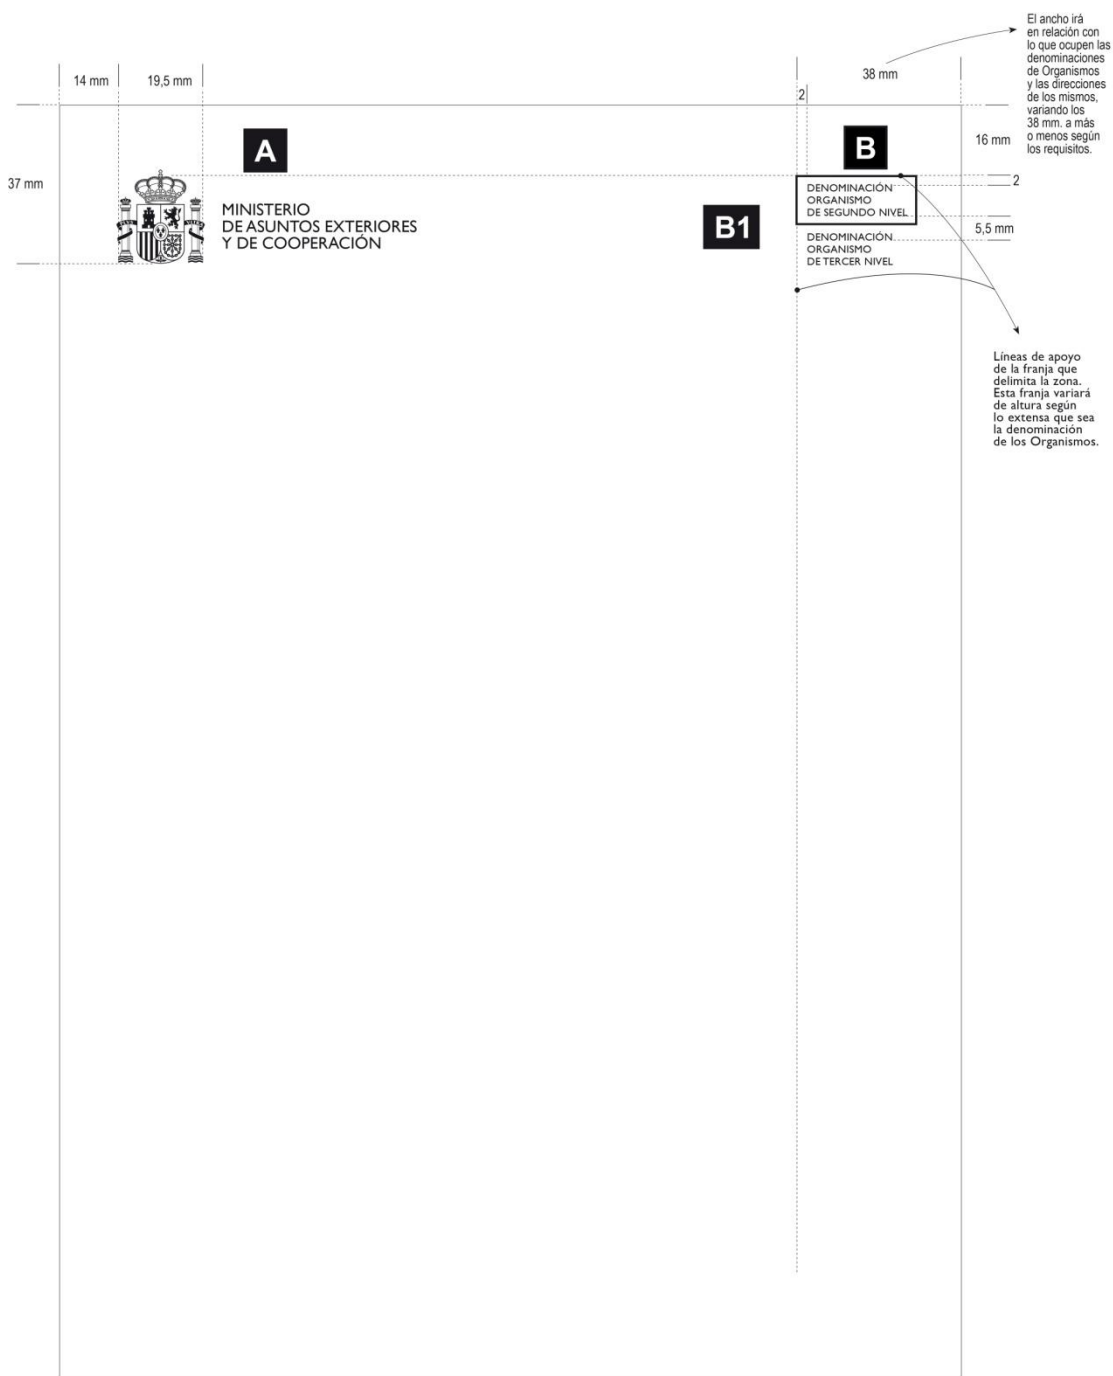 El ancho irá
en relación con
lo que ocupen las
denominaciones
de Organismos
y las direcciones
de los mismos,
variando los
38 mm. a más
o menos según
los requisitos.
14 mm
19,5 mm
38 mm
2
16 mm
A
B
37 mm
2
MINISTERIO
DE ASUNTOS EXTERIORES
Y DE COOPERACIÓN
PLUS
VLTRA
B1
DENOMINACIÓN
ORGANISMO
DE SEGUNDO NIVEL
5,5 mm
DENOMINACIÓN
ORGANISMO
DE TERCER NIVEL
Líneas de apoyo
de la franja que
delimita la zona.
Esta franja variará
de altura según
lo extensa que sea
la denominación
de los Organismos.